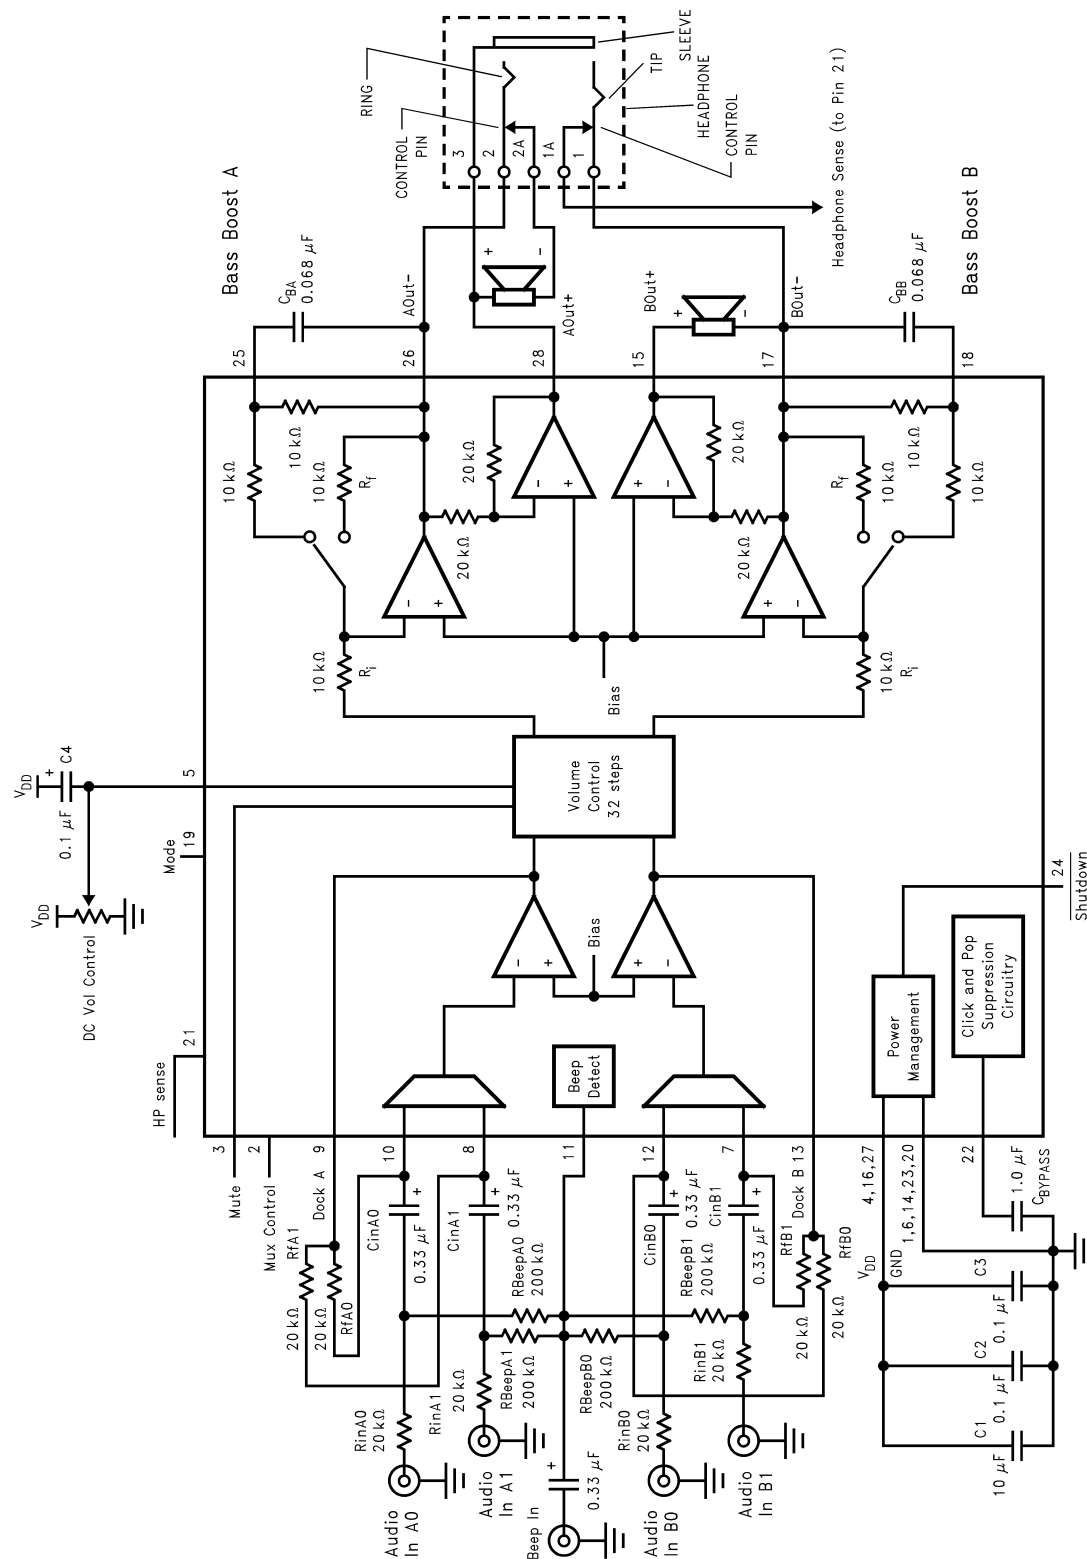 SLEEVE
TIP
RING
HEADPHONE
CONTROL
PIN
CONTROL
PIN
3
2
2A
1A
1
Headphone Sense (to Pin 21)
Bass Boost A
Bass Boost B
CBA
0.068 µF
CBB
0.068 µF
AOut-
AOut+
BOut+
BOut-
+
-
+
-
25
26
28
15
17
18
10 kΩ
10 kΩ
10 kΩ
Rf
20 kΩ
20 kΩ
20 kΩ
20 kΩ
Rf
10 kΩ
10 kΩ
10 kΩ
-
+
+
-
-
+
+
-
10 kΩ
Ri
Bias
10 kΩ
Ri
VDD
+
C4
0.1 µF
5
Volume
Control
32 steps
VDD
Mode
19
DC Vol Control
24
Shutdown
Bias
-
+
+
-
HP sense
21
Beep
Detect
Power
Management
Click and Pop
Suppression
Circuitry
3
2
9
10
8
11
12
7
13
4,16,27
1,6,14,23,20
22
Mute
Mux Control
Dock A
Dock B
RfA1
20 kΩ
20 kΩ
RfA0
CinA0
+
0.33 µF
CinA1
+
0.33 µF
RBeepA0
200 kΩ
CinB0
+
0.33 µF
RBeepB1
200 kΩ
CinB1
+
0.33 µF
RfB1
20 kΩ
RfB0
20 kΩ
VDD
GND
1.0 µF
CBYPASS
C3
0.1 µF
C2
0.1 µF
C1
10 µF
RinA0
20 kΩ
RinA1
20 kΩ
RBeepA1
200 kΩ
RBeepB0
200 kΩ
RinB0
20 kΩ
RinB1
20 kΩ
Audio
In A0
Audio
In A1
Beep In
+
0.33 µF
Audio
In B0
Audio
In B1